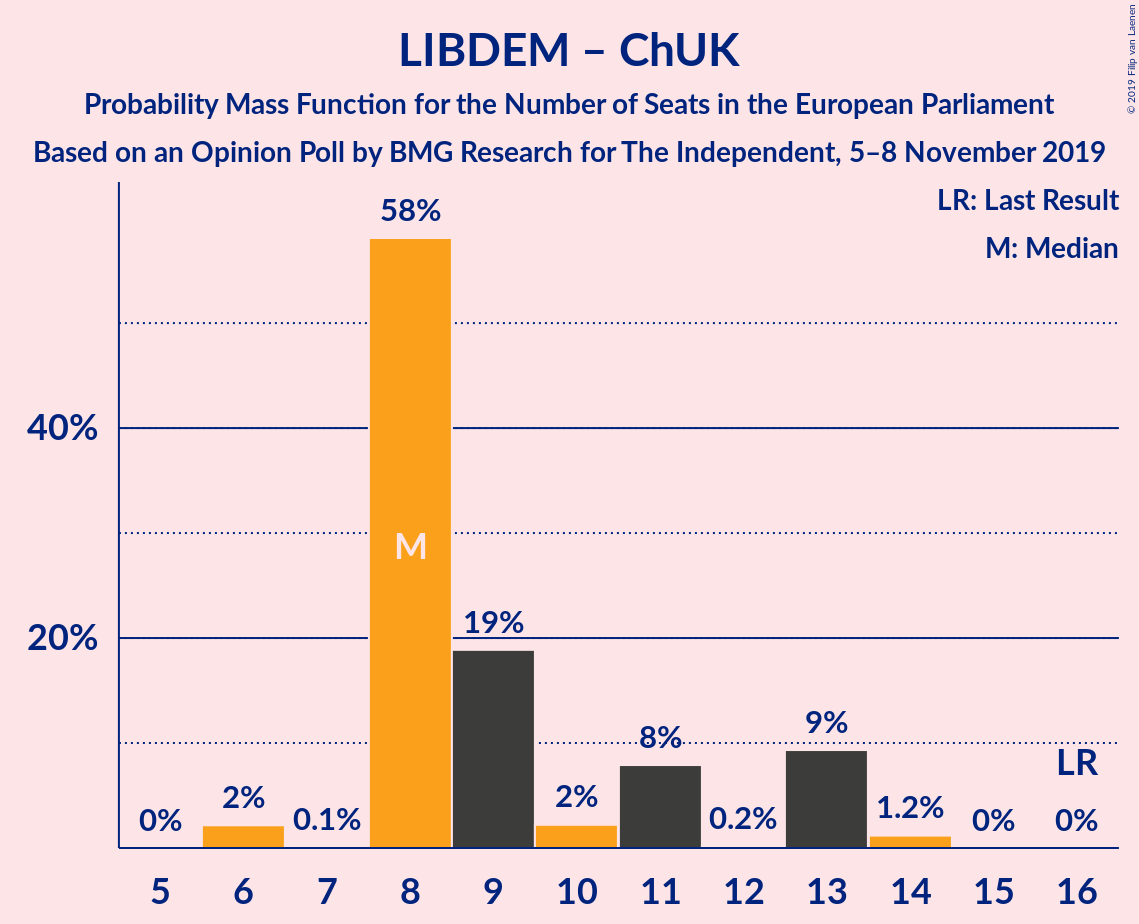 LIBDEM – ChUK
Probability Mass Function for the Number of Seats in the European Parliament
Based on an Opinion Poll by BMG Research for The Independent, 5–8 November 2019
© 2019 Filip van Laenen
LR: Last Result
M: Median
58%
40%
M
19%
20%
9%
8%
LR
2%
2%
1.2%
0%
0.1%
0.2%
0%
0%
5 6 7 8 9 10 11 12 13 14 15 16